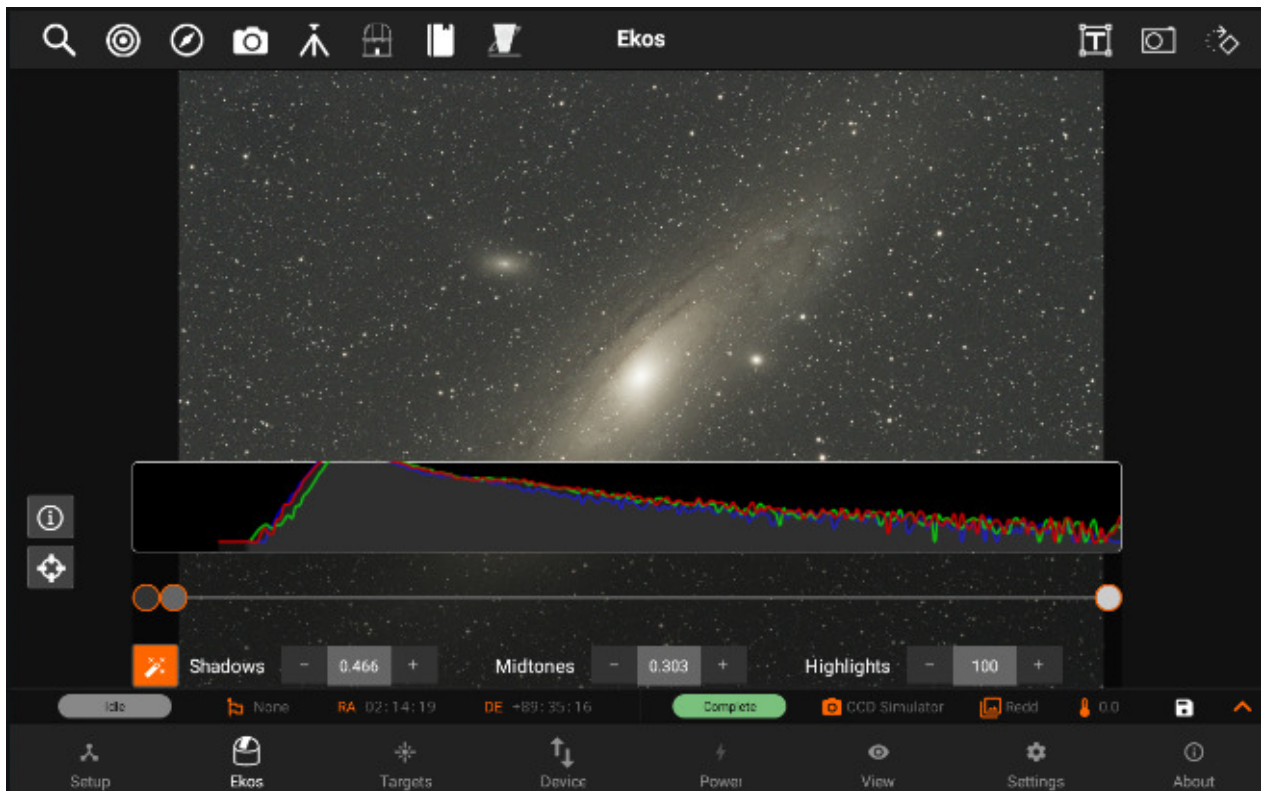 Ekos
Shadows - 0.466 + Midtones - 0.303 + Highlights - 100 +
Idle None RA 02:14:19 DE +89:35:16 Complete CCD Simulator Redd 0.0
Setup Ekos Targets Device Power View Settings About